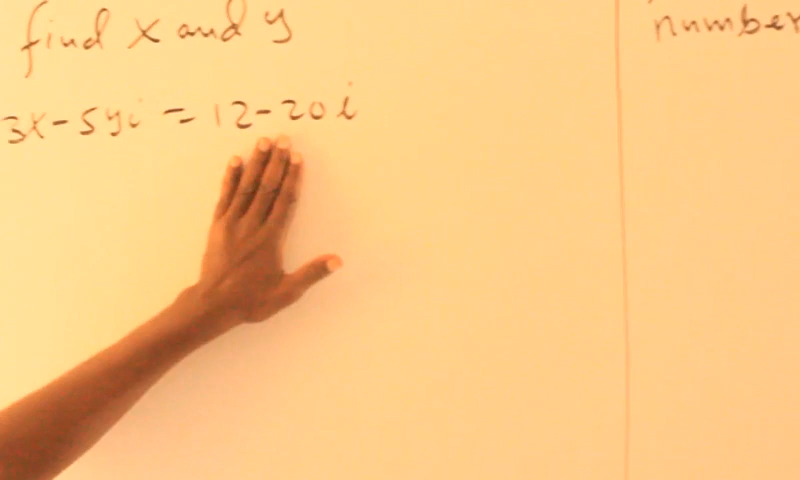 find x and y
3x - 5yi = 12 - 20i
number